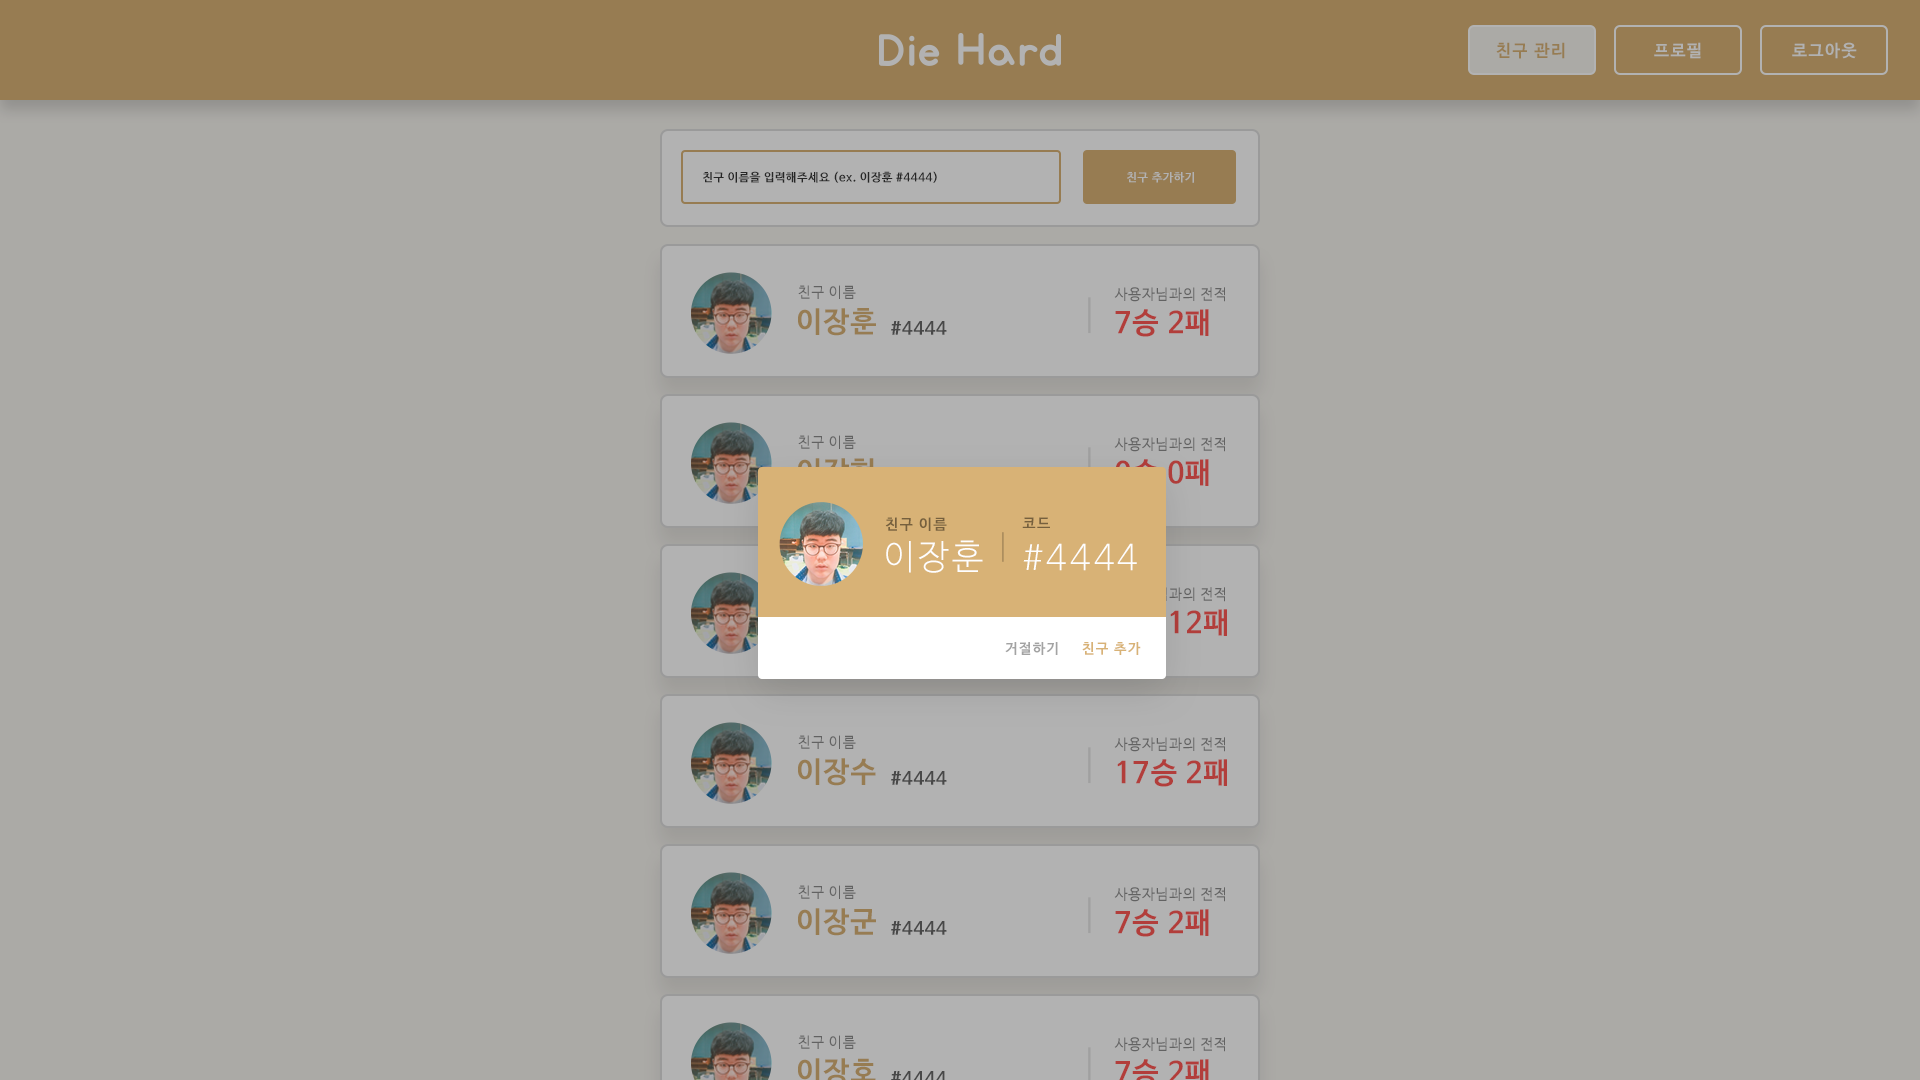 Die Hard
친구 관리
프로필
로그아웃
친구 이름을 입력해주세요 (ex. 이장훈 #4444)
친구 추가하기
친구 이름
이장훈 #4444
사용자님과의 전적
7승 2패
친구 이름
사용자님과의 전적
0패
친구 이름
이장훈
코드
#4444
과의 전적
12패
거절하기
친구 추가
친구 이름
이장수 #4444
사용자님과의 전적
17승 2패
친구 이름
이장군 #4444
사용자님과의 전적
7승 2패
친구 이름
#4444
사용자님과의 전적
7승 2패